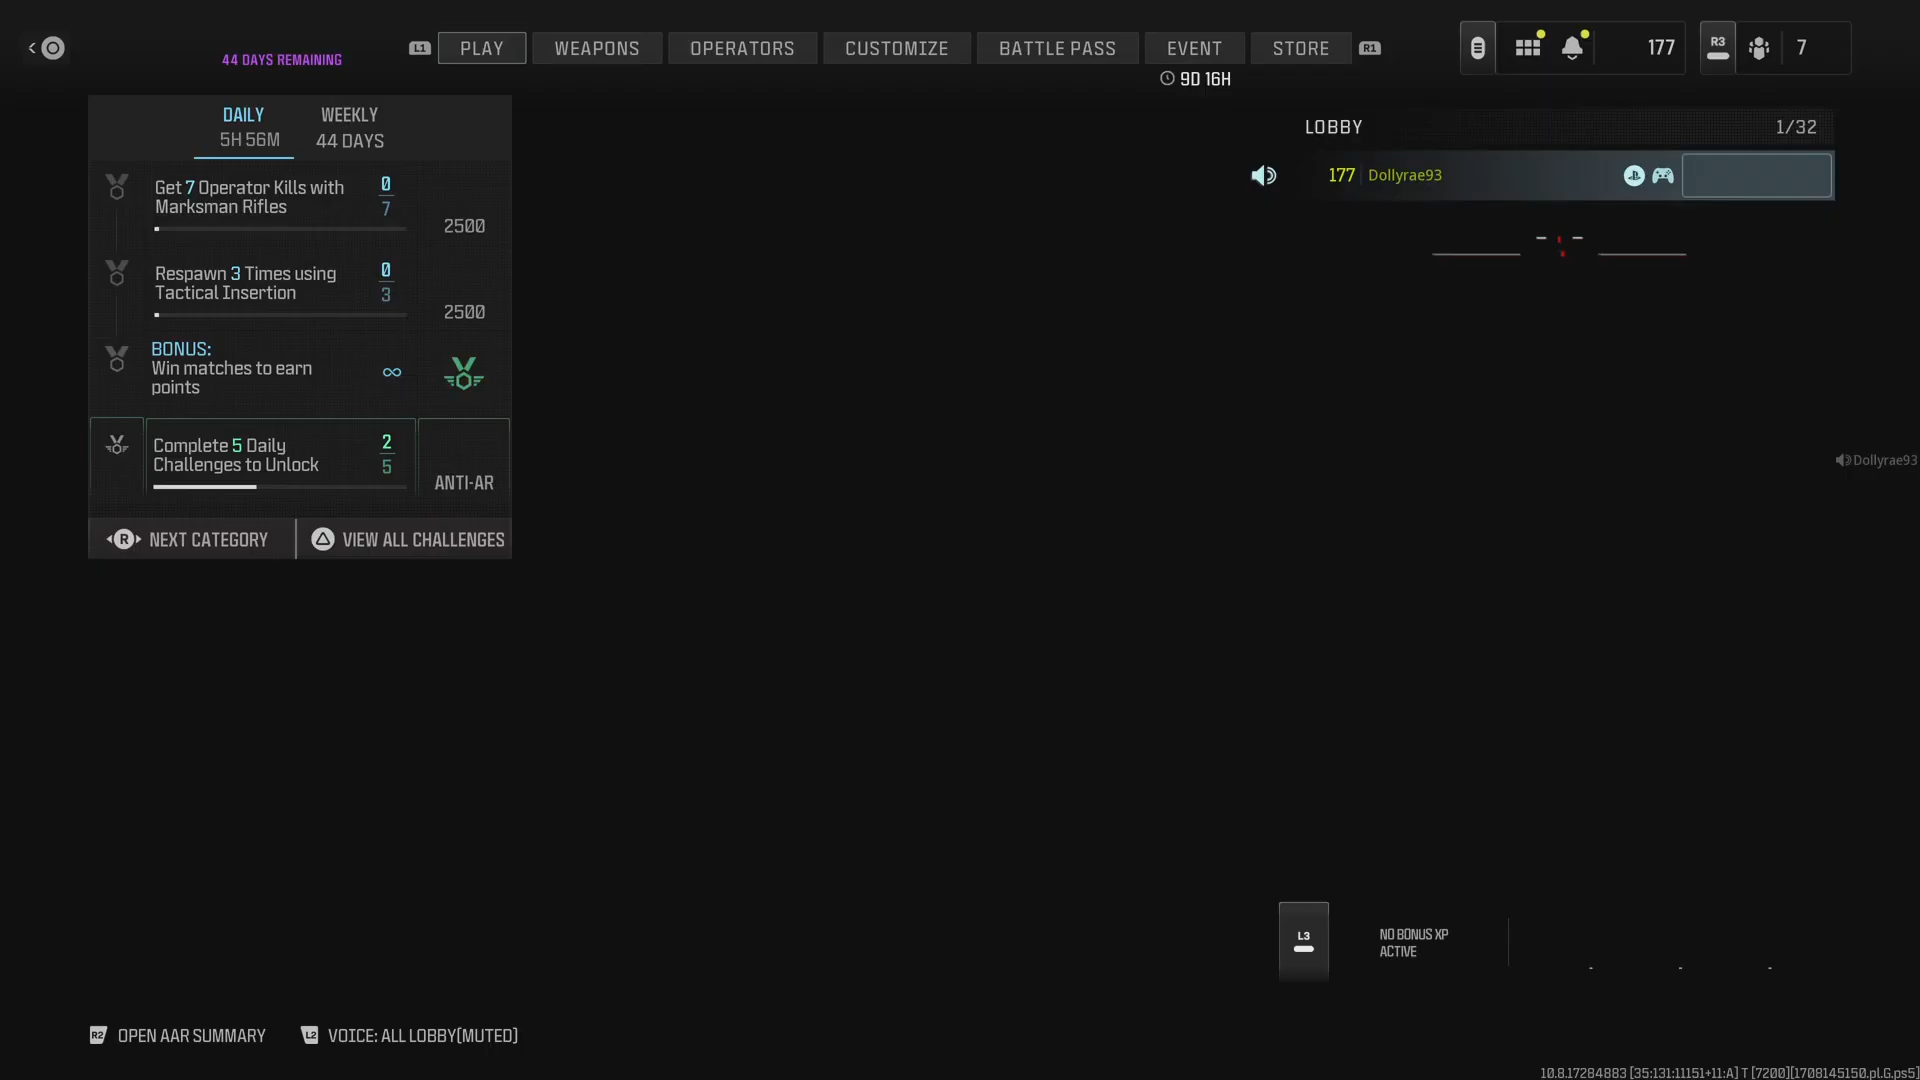 44 DAYS REMAINING
L1 PLAY WEAPONS OPERATORS CUSTOMIZE BATTLE PASS EVENT STORE R1
9D 16H
177 R3 7
DAILY WEEKLY
5H 56M 44 DAYS
Get 7 Operator Kills with
Marksman Rifles
0
7
2500
Respawn 3 Times using
Tactical Insertion
0
3
2500
BONUS:
Win matches to earn
points
∞
Complete 5 Daily
Challenges to Unlock
2
5
ANTI-AR
R NEXT CATEGORY VIEW ALL CHALLENGES
LOBBY 1/32
177 Dollyrae93
Dollyrae93
L3
NO BONUS XP
ACTIVE
R2 OPEN AAR SUMMARY L2 VOICE: ALL LOBBY(MUTED)
10.8.17284883 [35:131:11151+11:A] T [7200][1708145150.pl.G.ps5]